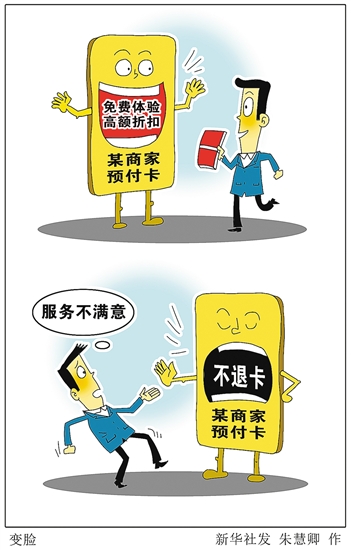 免费体验
高额折扣
某商家
预付卡
服务不满意
不退卡
某商家
预付卡
变脸
新华社发 朱慧卿 作